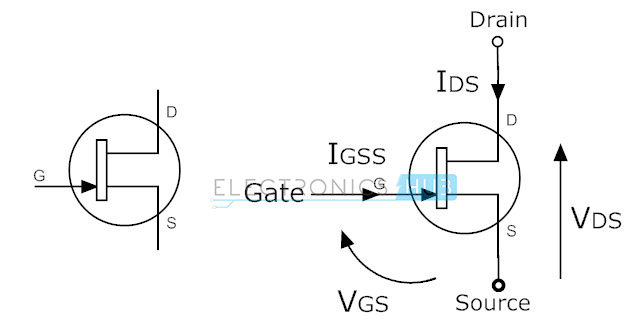 D
G
S
Drain
IDS
D
IGSS
G
Gate
S
VDS
VGS
Source
ELECTRONICS HUB